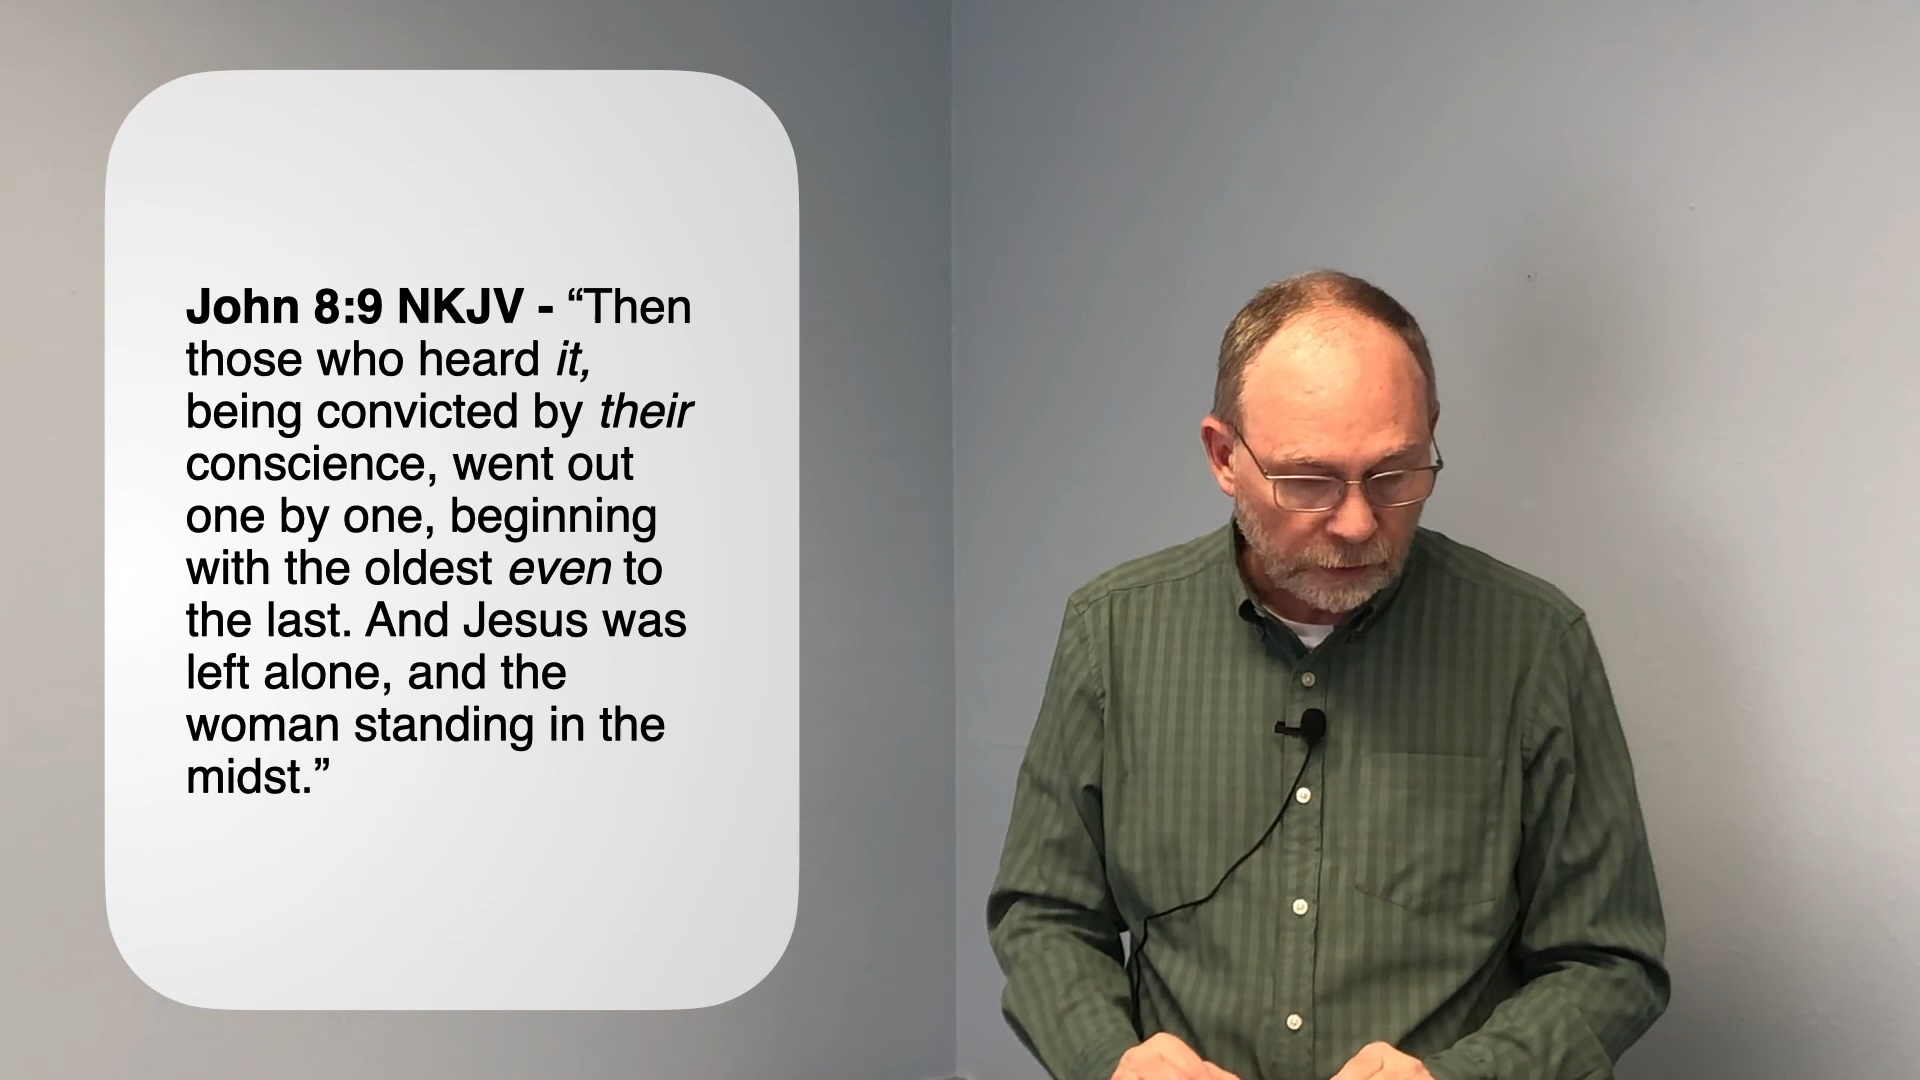 John 8:9 NKJV - “Then
those who heard it,
being convicted by their
conscience, went out
one by one, beginning
with the oldest even to
the last. And Jesus was
left alone, and the
woman standing in the
midst.”